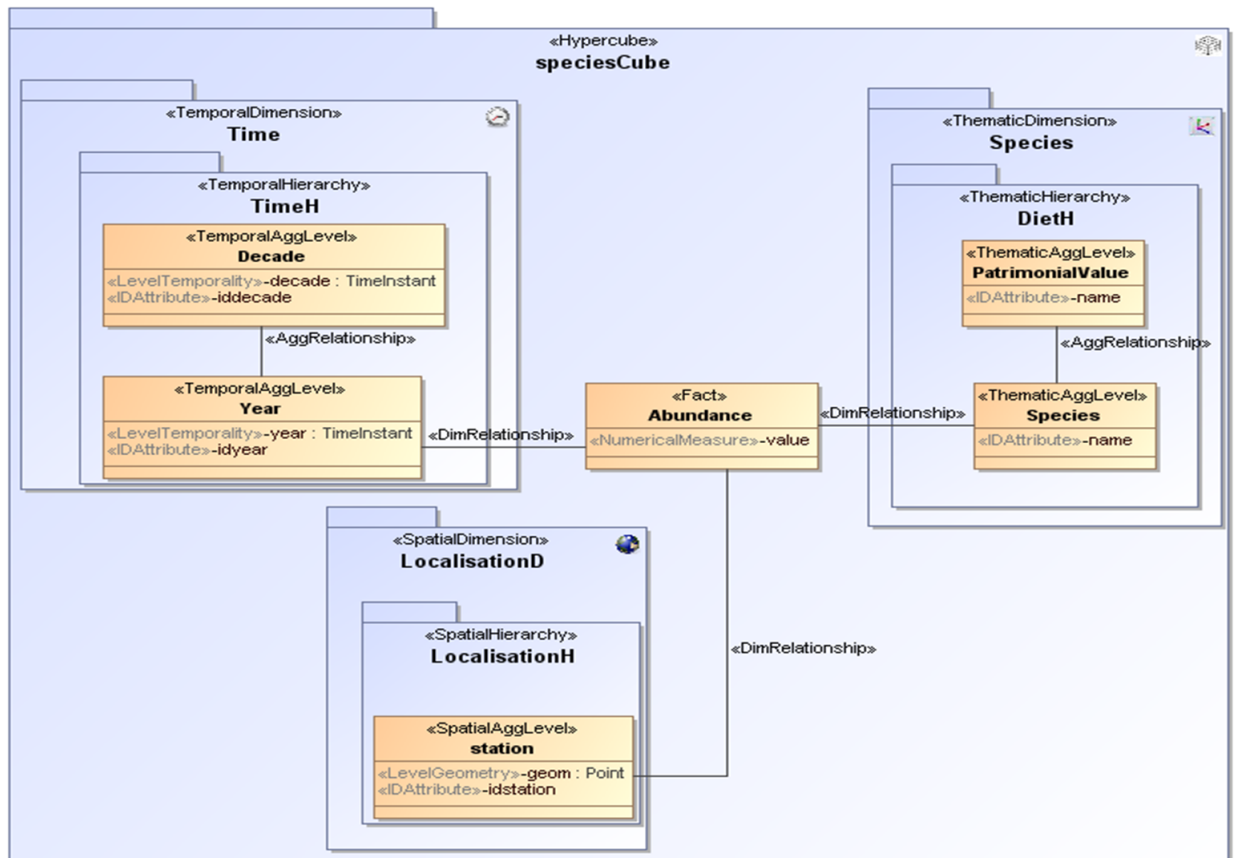 «Hypercube»
speciesCube
«TemporalDimension»
Time
«TemporalHierarchy»
TimeH
«TemporalAggLevel»
Decade
«LevelTemporality»-decade : TimeInstant
«IDAttribute»-iddecade
«AggRelationship»
«TemporalAggLevel»
Year
«LevelTemporality»-year : TimeInstant
«IDAttribute»-idyear
«DimRelationship»
«Fact»
Abundance
«NumericalMeasure»-value
«DimRelationship»
«ThematicDimension»
Species
«ThematicHierarchy»
DietH
«ThematicAggLevel»
PatrimonialValue
«IDAttribute»-name
«AggRelationship»
«ThematicAggLevel»
Species
«IDAttribute»-name
«SpatialDimension»
LocalisationD
«SpatialHierarchy»
LocalisationH
«SpatialAggLevel»
station
«LevelGeometry»-geom : Point
«IDAttribute»-idstation
«DimRelationship»